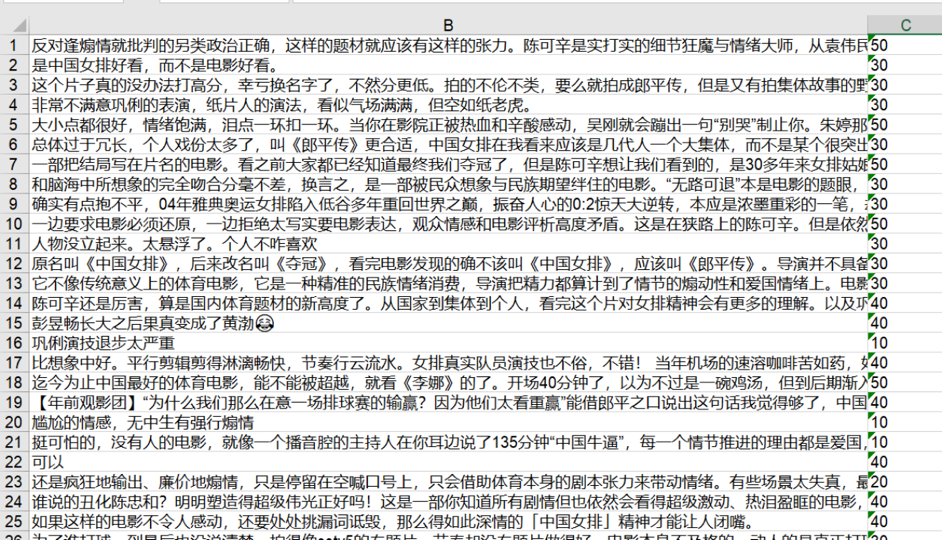 B C
1 反对逢煽情就批判的另类政治正确，这样的题材就应该有这样的张力。陈可辛是实打实的细节狂魔与情绪大师，从袁伟民 50
2 是中国女排好看，而不是电影好看。 30
3 这个片子真的没办法打高分，幸亏换名字了，不然分更低。拍的不伦不类，要么就拍成郎平传，但是又有拍集体故事的野 30
4 非常不满意巩俐的表演，纸片人的演法，看似气场满满，但空如纸老虎。 30
5 大小点都很好，情绪饱满，泪点一环扣一环。当你在影院正被热血和辛酸感动，吴刚就会蹦出一句“别哭”制止你。朱婷那 50
6 总体过于冗长，个人戏份太多了，叫《郎平传》更合适，中国女排在我看来应该是几代人一个大集体，而不是某个很突出 30
7 一部把结局写在片名的电影。看之前大家都已经知道最终我们夺冠了，但是陈可辛想让我们看到的，是30多年来女排姑娘 50
8 和脑海中所想象的完全吻合分毫不差，换言之，是一部被民众想象与民族期望绊住的电影。“无路可退”本是电影的题眼， 30
9 确实有点抱不平，04年雅典奥运女排陷入低谷多年重回世界之巅，振奋人心的0:2惊天大逆转，本应是浓墨重彩的一笔， 30
10 一边要求电影必须还原，一边拒绝太写实要电影表达，观众情感和电影评析高度矛盾。这是在狭路上的陈可辛。但是依然 50
11 人物没立起来。太悬浮了。个人不咋喜欢 30
12 原名叫《中国女排》，后来改名叫《夺冠》，看完电影发现的确不该叫《中国女排》，应该叫《郎平传》。导演并不具备 30
13 它不像传统意义上的体育电影，它是一种精准的民族情绪消费，导演把精力都算计到了情节的煽动性和爱国情绪上。电影 30
14 陈可辛还是厉害，算是国内体育题材的新高度了。从国家到集体到个人，看完这个片对女排精神会有更多的理解。以及巩 40
15 彭昱畅长大之后果真变成了黄渤😂 40
16 巩俐演技退步太严重 10
17 比想象中好。平行剪辑剪得淋漓畅快，节奏行云流水。女排真实队员演技也不俗，不错！ 当年机场的速溶咖啡苦如药， 40
18 迄今为止中国最好的体育电影，能不能被超越，就看《李娜》的了。开场40分钟了，以为不过是一碗鸡汤，但到后期渐入 50
19 【年前观影团】“为什么我们那么在意一场排球赛的输赢？因为他们太看重赢”能借郎平之口说出这句话我觉得够了，中国 40
20 尴尬的情感，无中生有强行煽情 10
21 挺可怕的，没有人的电影，就像一个播音腔的主持人在你耳边说了135分钟“中国牛逼”，每一个情节推进的理由都是爱国， 10
22 可以 40
23 还是疯狂地输出、廉价地煽情，只是停留在空喊口号上，只会借助体育本身的剧本张力来带动情绪。有些场景太失真，最 20
24 谁说的丑化陈忠和？明明塑造得超级伟光正好吗！这是一部你知道所有剧情但也依然会看得超级激动、热泪盈眶的电影， 40
25 如果这样的电影不令人感动，还要处处挑漏词诋毁，那么得如此深情的「中国女排」精神才能让人闭嘴。 40